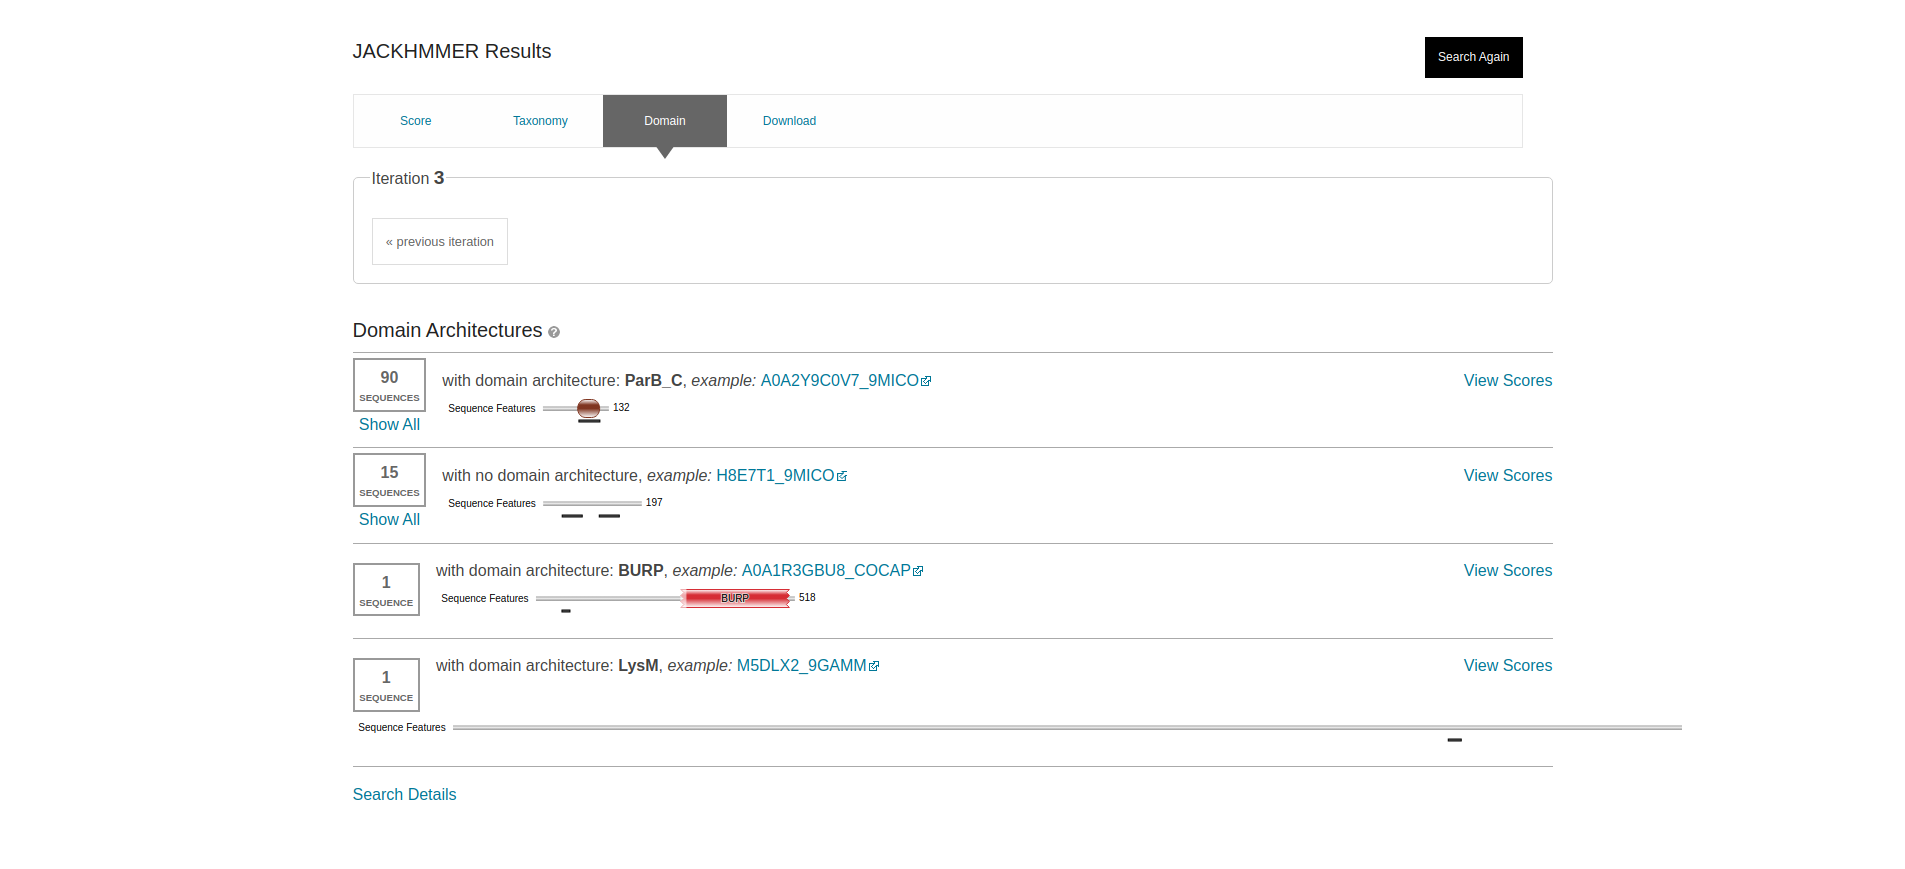 JACKHMMER Results
Search Again
Score Taxonomy Domain Download
Iteration 3
« previous iteration
Domain Architectures ?
90 SEQUENCES
Show All
with domain architecture: ParB_C, example: A0A2Y9C0V7_9MICO
View Scores
Sequence Features 132
15 SEQUENCES
Show All
with no domain architecture, example: H8E7T1_9MICO
View Scores
Sequence Features 197
1 SEQUENCE
with domain architecture: BURP, example: A0A1R3GBU8_COCAP
View Scores
Sequence Features BURP 518
1 SEQUENCE
with domain architecture: LysM, example: M5DLX2_9GAMM
View Scores
Sequence Features
Search Details